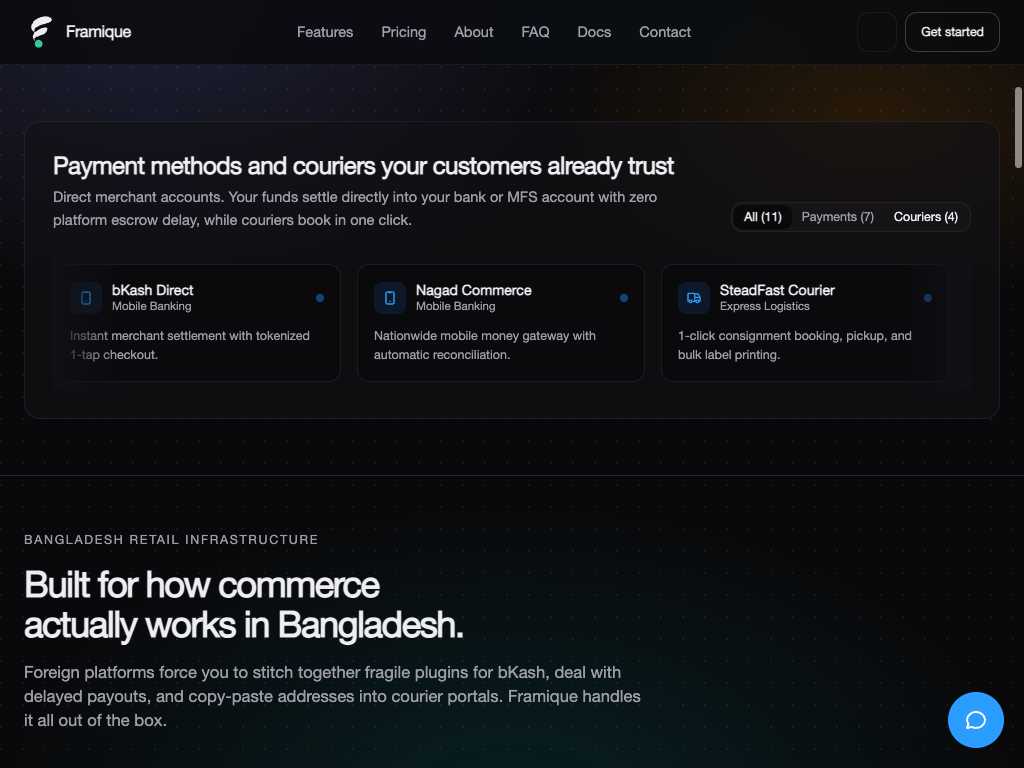 Framique
Features
Pricing
About
FAQ
Docs
Contact
Get started
Payment methods and couriers your customers already trust
Direct merchant accounts. Your funds settle directly into your bank or MFS account with zero
platform escrow delay, while couriers book in one click.
All (11)
Payments (7)
Couriers (4)
bKash Direct
Mobile Banking
Instant merchant settlement with tokenized
1-tap checkout.
Nagad Commerce
Mobile Banking
Nationwide mobile money gateway with
automatic reconciliation.
SteadFast Courier
Express Logistics
1-click consignment booking, pickup, and
bulk label printing.
BANGLADESH RETAIL INFRASTRUCTURE
Built for how commerce
actually works in Bangladesh.
Foreign platforms force you to stitch together fragile plugins for bKash, deal with
delayed payouts, and copy-paste addresses into courier portals. Framique handles
it all out of the box.